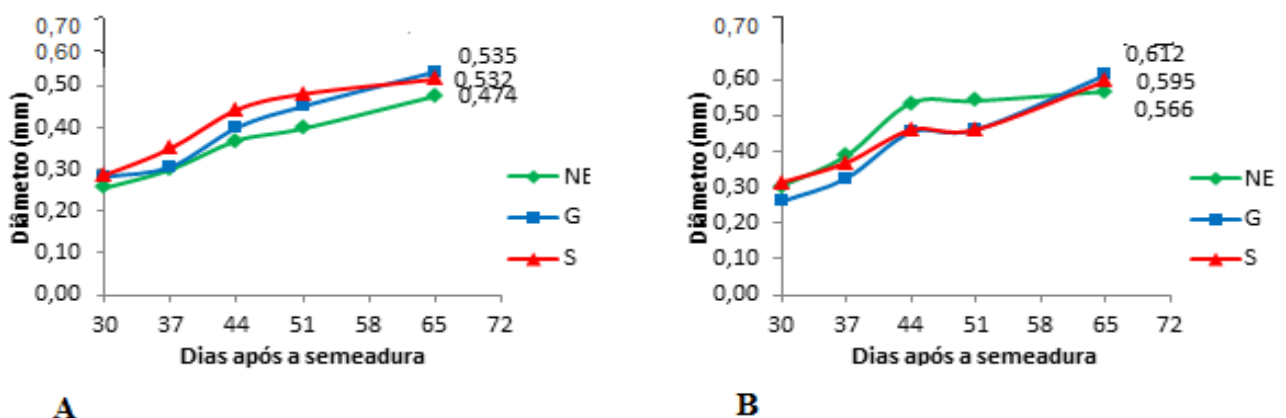 0,70
0,60
0,50
0,40
0,30
0,20
0,10
0,00
Diâmetro (mm)
30 37 44 51 58 65 72
Dias após a semeadura
0,535
0,532
0,474
NE
G
S
A
0,70
0,60
0,50
0,40
0,30
0,20
0,10
0,00
Diâmetro (mm)
30 37 44 51 58 65 72
Dias após a semeadura
0,612
0,595
0,566
NE
G
S
B